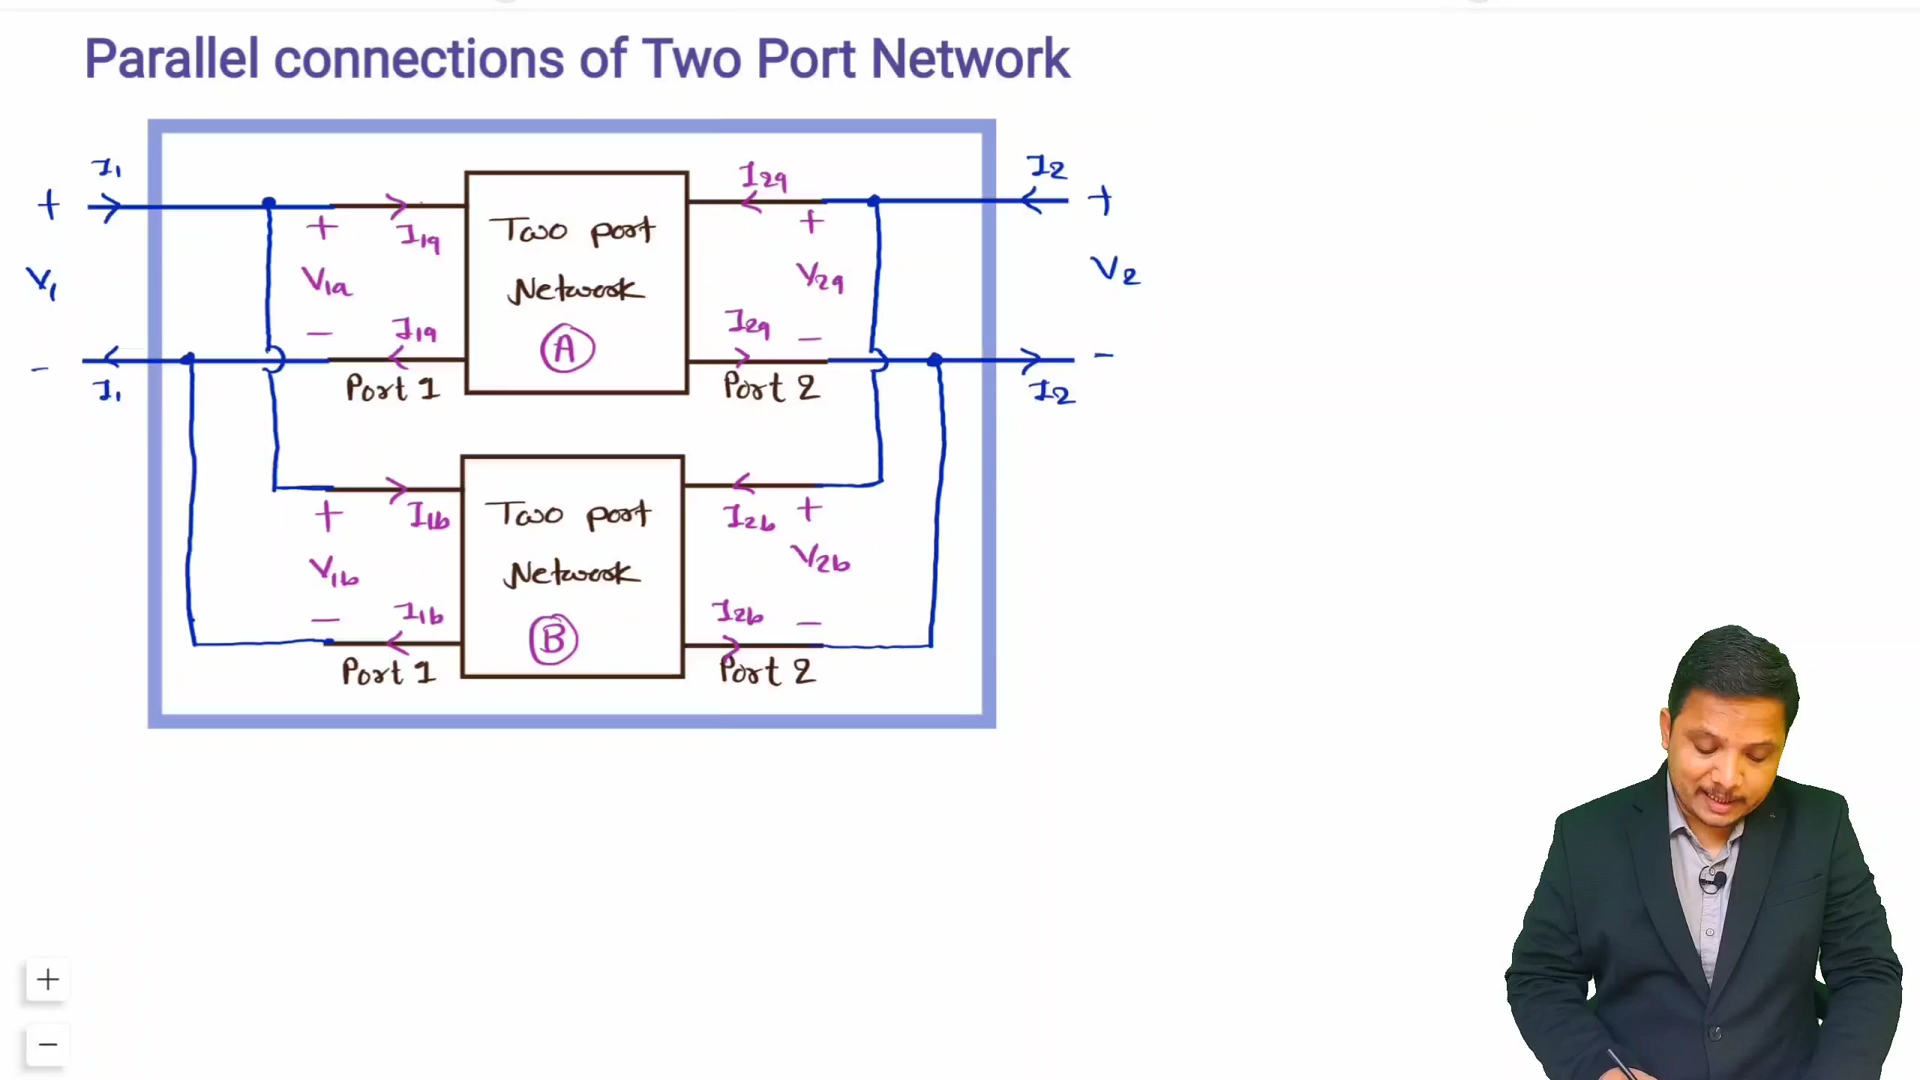 Parallel connections of Two Port Network
I1 I2a I2
+ + I1a Two port + +
V1 V1a Network V2a V2
- - I1a A I2a - -
I1 Port 1 Port 2 I2
+ I1b Two port I2b +
V1b Network V2b
- I1b B I2b -
Port 1 Port 2
+
−